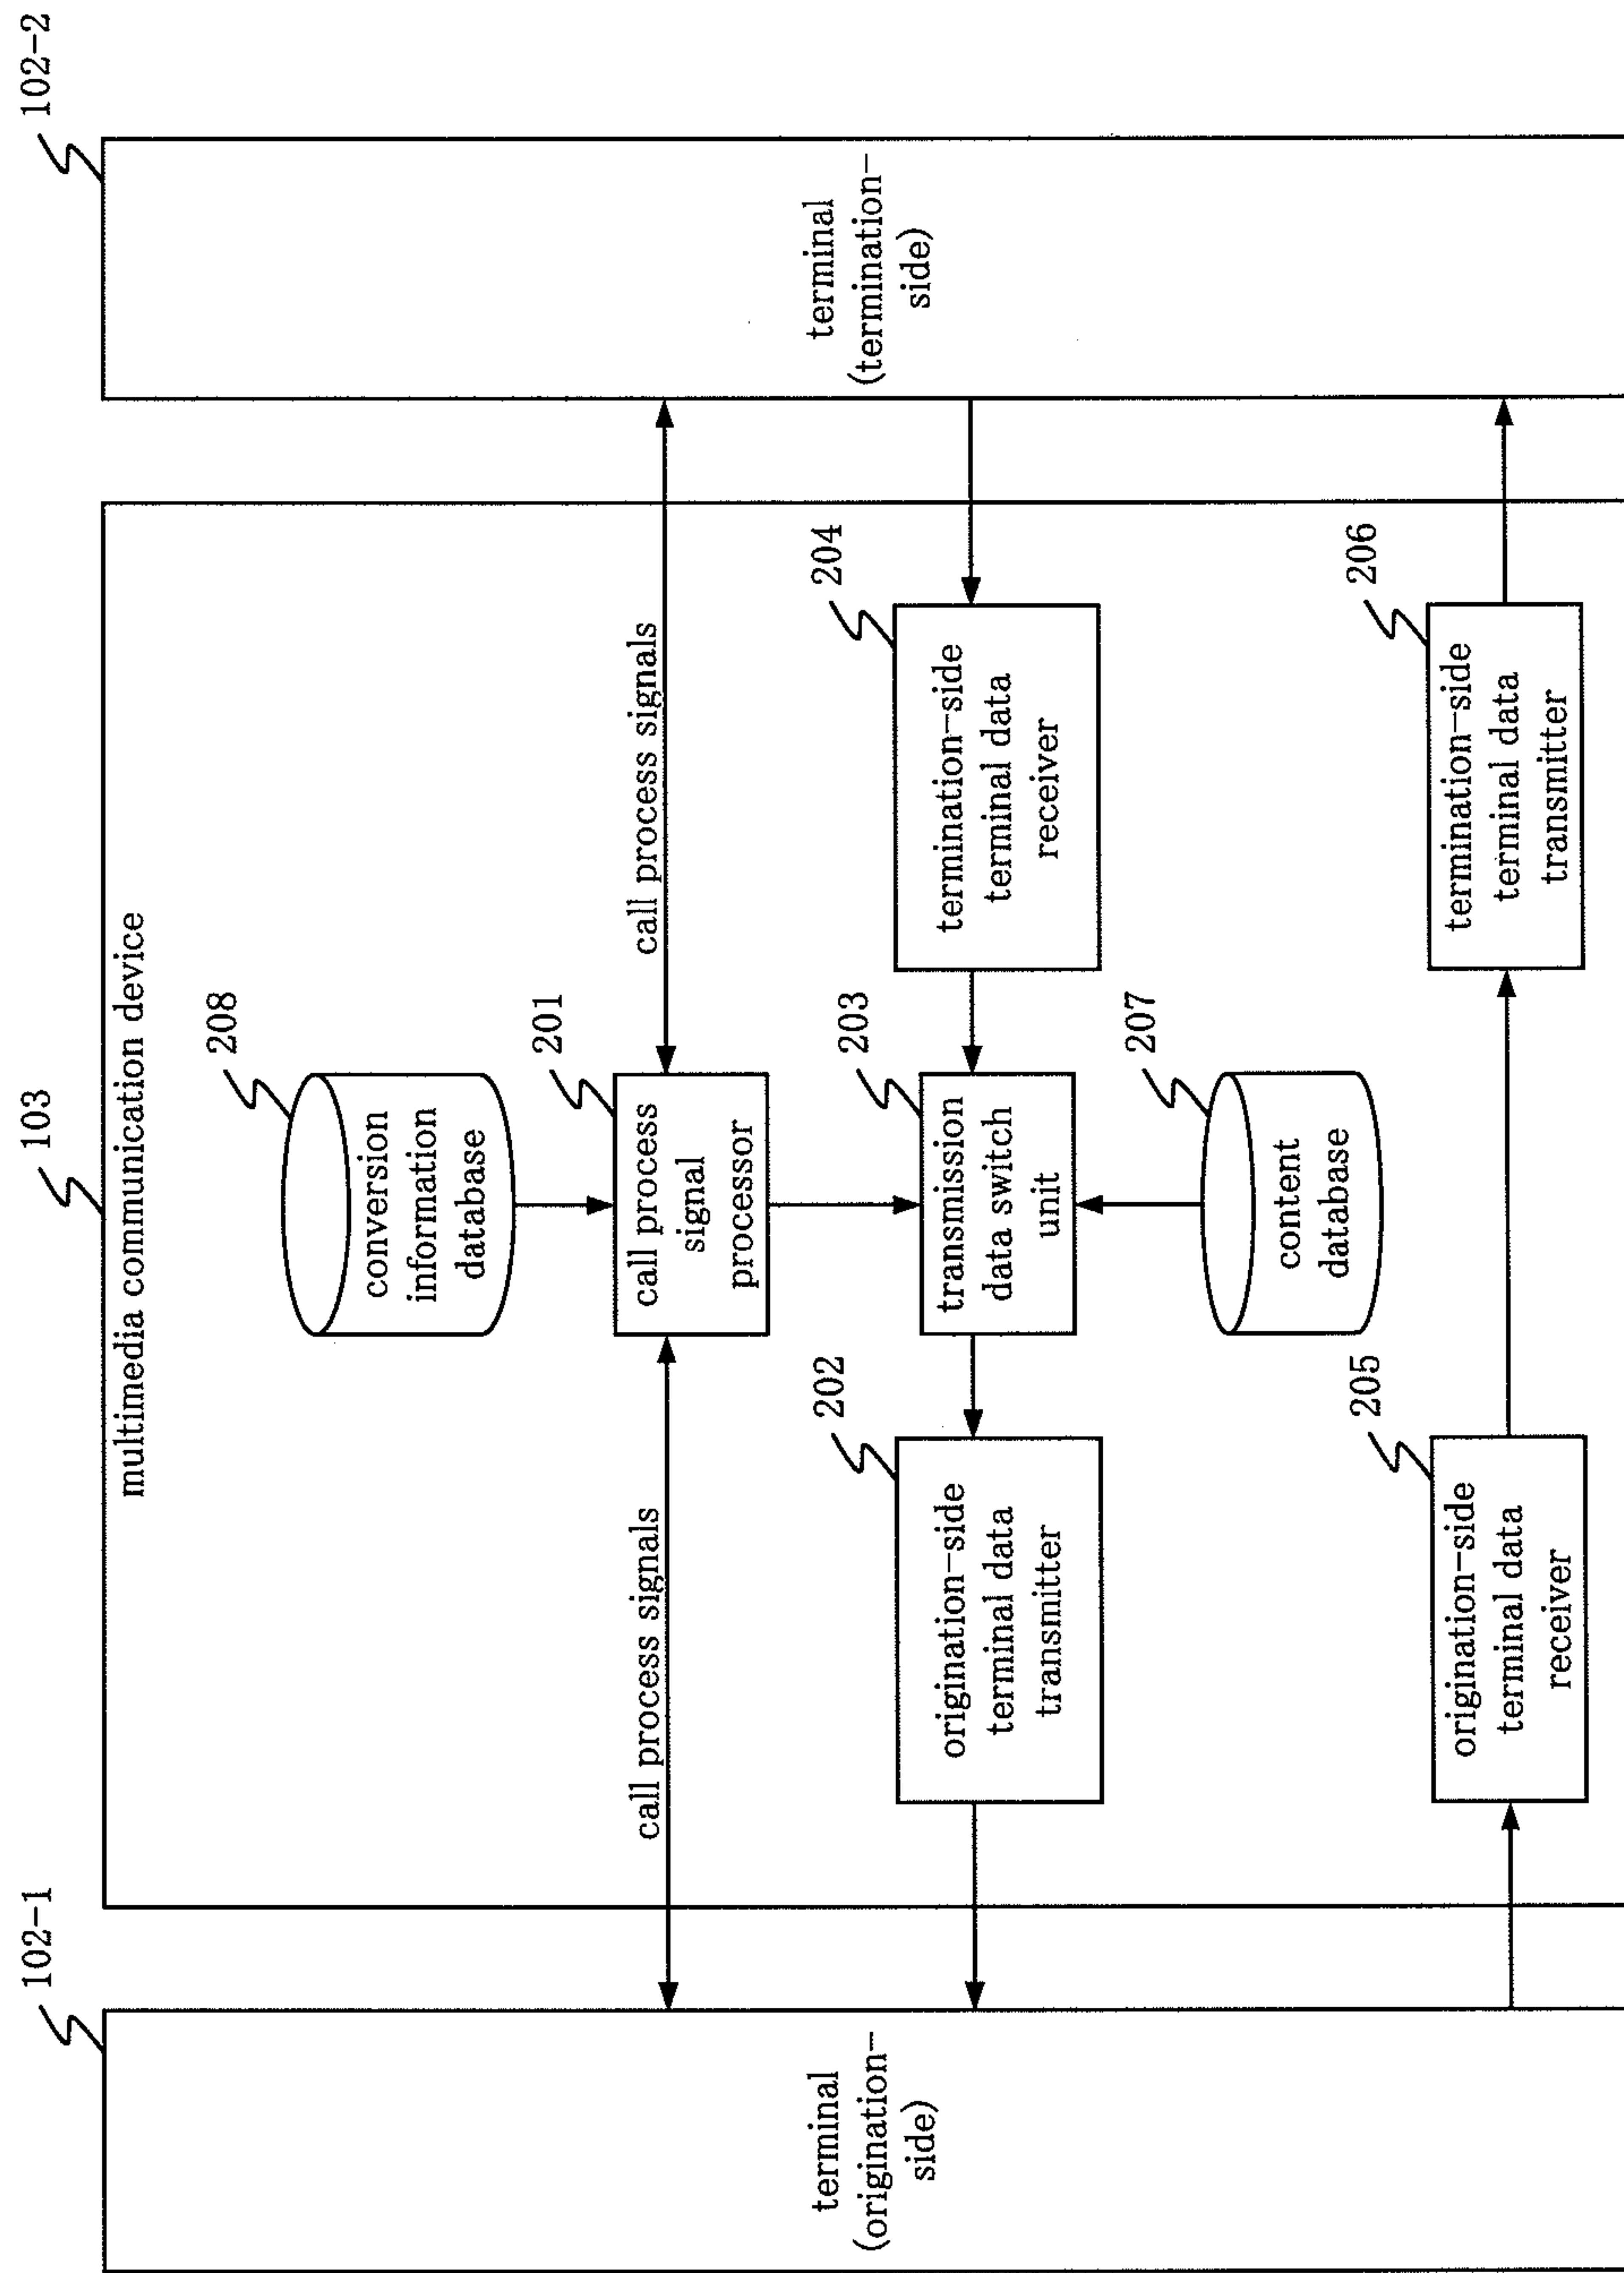 102-1
103
102-2
multimedia communication device
terminal
(origination-
side)
208
conversion
information
database
call process signals
201
call process
signal
processor
call process signals
202
origination-side
terminal data
transmitter
203
transmission
data switch
unit
204
termination-side
terminal data
receiver
terminal
(termination-
side)
207
content
database
205
origination-side
terminal data
receiver
206
termination-side
terminal data
transmitter